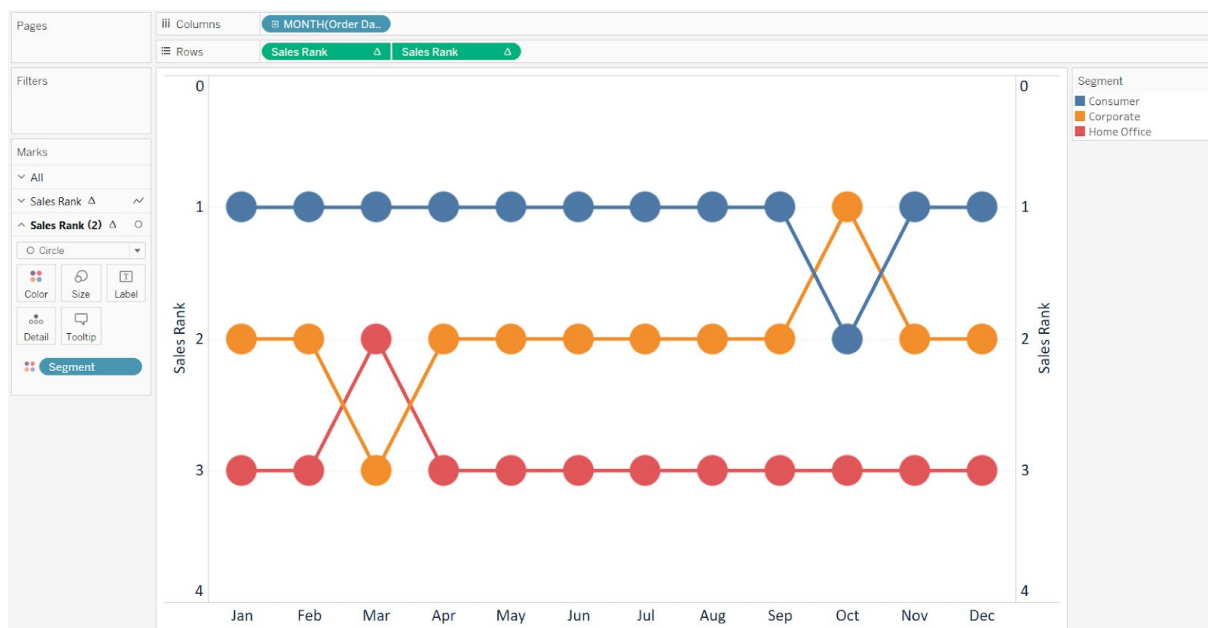 Pages
Columns
MONTH(Order Da..
Rows
Sales Rank Δ Sales Rank Δ
Filters
Marks
All
Sales Rank Δ
Sales Rank (2) Δ
Circle
Color Size Label
Detail Tooltip
Segment
0
1
2
3
4
Sales Rank
Jan Feb Mar Apr May Jun Jul Aug Sep Oct Nov Dec
0
1
2
3
4
Sales Rank
Segment
Consumer
Corporate
Home Office